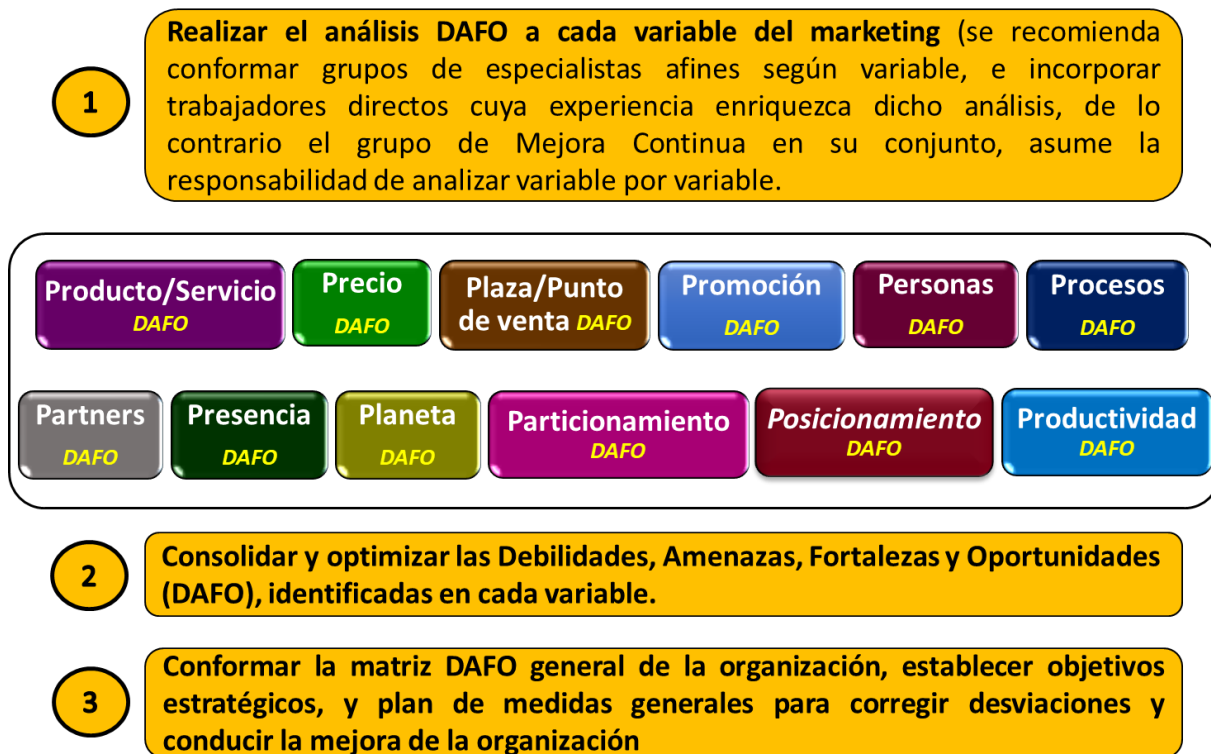 1
Realizar el análisis DAFO a cada variable del marketing (se recomienda
conformar grupos de especialistas afines según variable, e incorporar
trabajadores directos cuya experiencia enriquezca dicho análisis, de lo
contrario el grupo de Mejora Continua en su conjunto, asume la
responsabilidad de analizar variable por variable.
Producto/Servicio
DAFO
Precio
DAFO
Plaza/Punto
de venta DAFO
Promoción
DAFO
Personas
DAFO
Procesos
DAFO
Partners
DAFO
Presencia
DAFO
Planeta
DAFO
Particionamiento
DAFO
Posicionamiento
DAFO
Productividad
DAFO
2
Consolidar y optimizar las Debilidades, Amenazas, Fortalezas y Oportunidades
(DAFO), identificadas en cada variable.
3
Conformar la matriz DAFO general de la organización, establecer objetivos
estratégicos, y plan de medidas generales para corregir desviaciones y
conducir la mejora de la organización